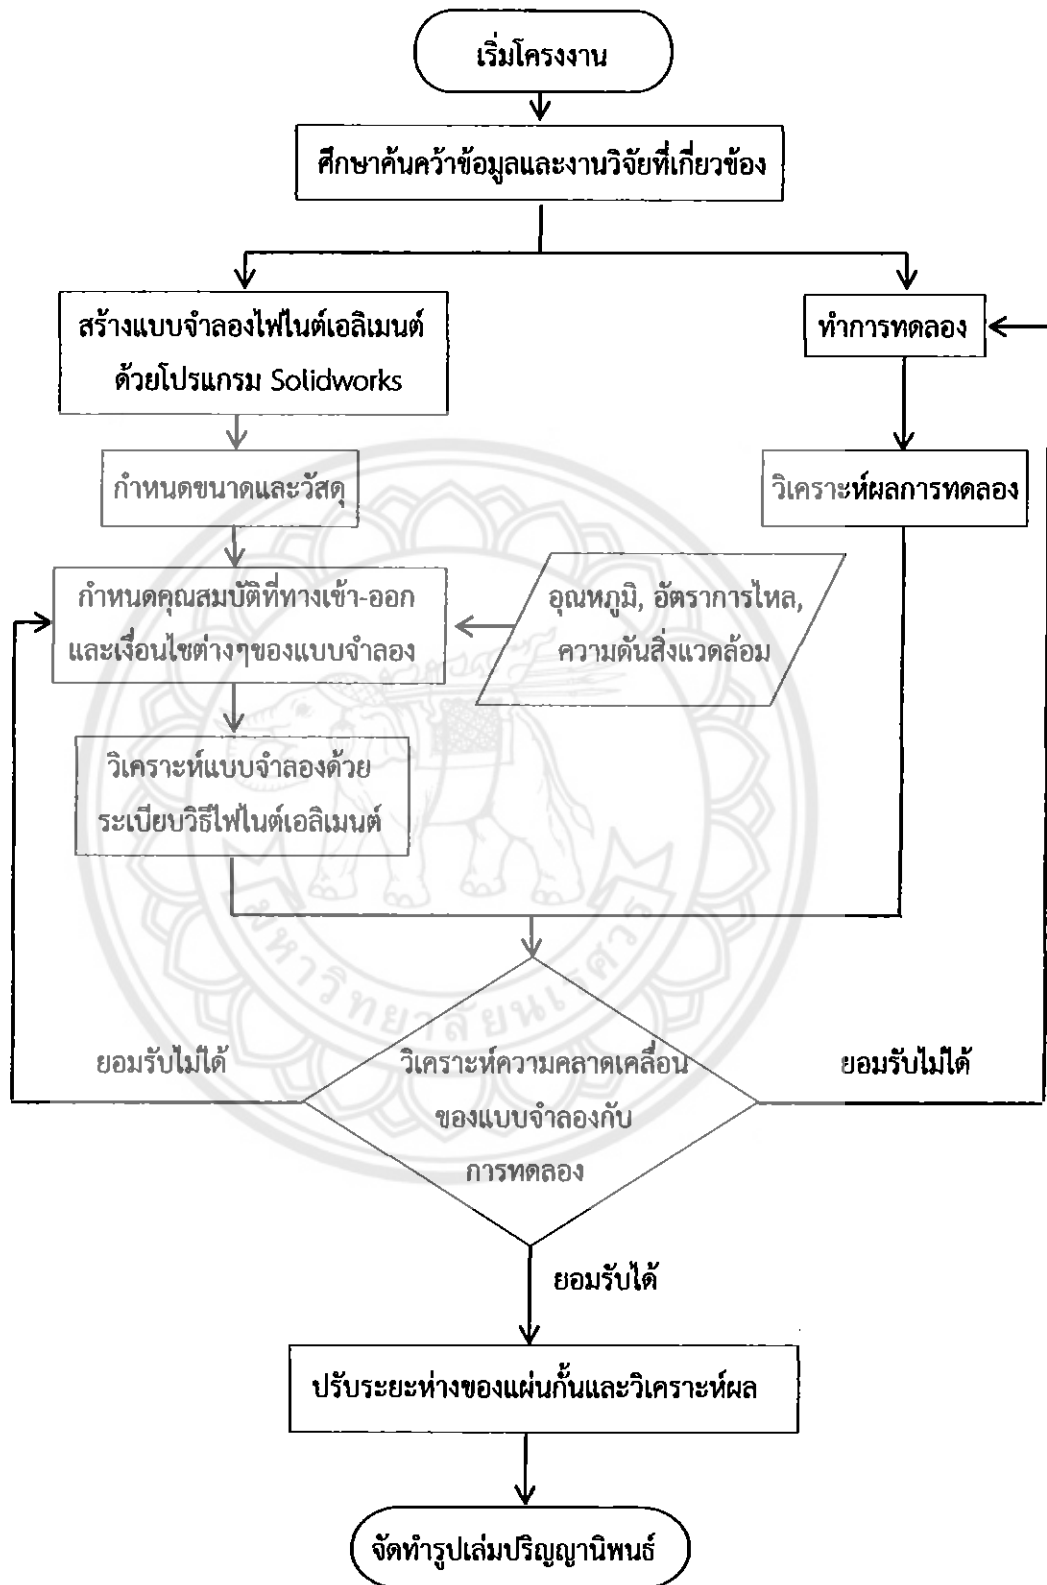 เริ่มโครงงาน
ศึกษาค้นคว้าข้อมูลและงานวิจัยที่เกี่ยวข้อง
สร้างแบบจำลองไฟไนต์เอลิเมนต์
ด้วยโปรแกรม Solidworks
ทำการทดลอง
กำหนดขนาดและวัสดุ
วิเคราะห์ผลการทดลอง
กำหนดคุณสมบัติที่ทางเข้า-ออก
และเงื่อนไขต่างๆของแบบจำลอง
อุณหภูมิ, อัตราการไหล,
ความดันสิ่งแวดล้อม
วิเคราะห์แบบจำลองด้วย
ระเบียบวิธีไฟไนต์เอลิเมนต์
มหาวิทยาลัยนเรศวร
ยอมรับไม่ได้
วิเคราะห์ความคลาดเคลื่อน
ของแบบจำลองกับ
การทดลอง
ยอมรับไม่ได้
ยอมรับได้
ปรับระยะห่างของแผ่นกั้นและวิเคราะห์ผล
จัดทำรูปเล่มปริญญานิพนธ์